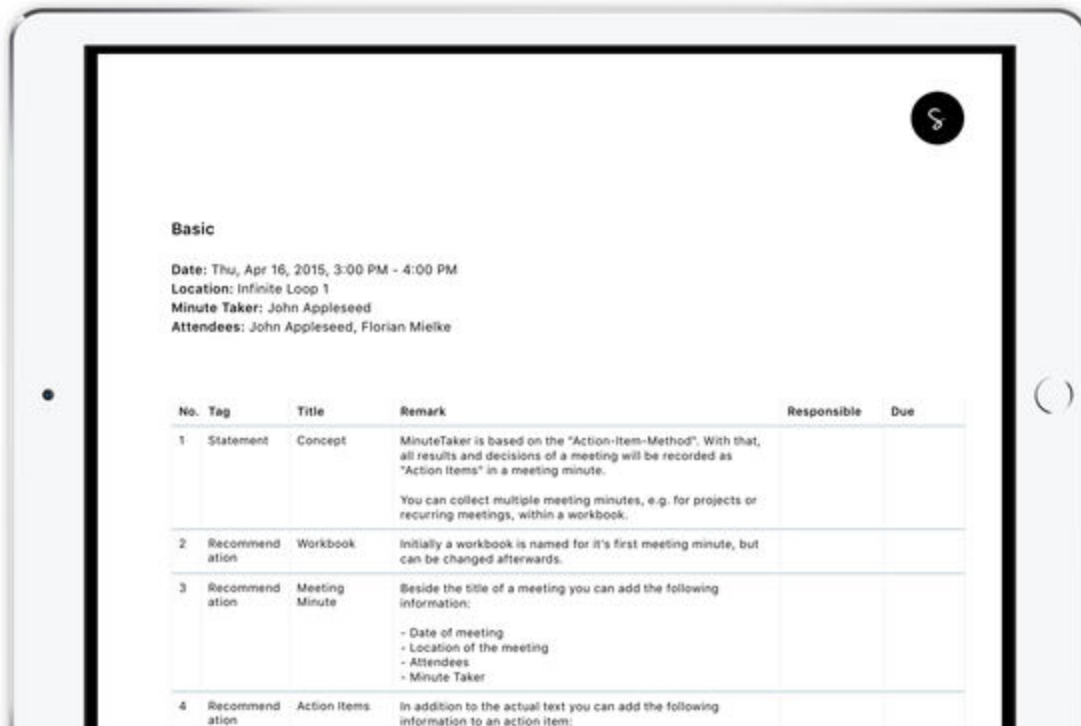 Basic
Date: Thu, Apr 16, 2015, 3:00 PM - 4:00 PM
Location: Infinite Loop 1
Minute Taker: John Appleseed
Attendees: John Appleseed, Florian Mielke
No. Tag Title Remark Responsible Due
1 Statement Concept MinuteTaker is based on the "Action-Item-Method". With that,
all results and decisions of a meeting will be recorded as
"Action Items" in a meeting minute.
You can collect multiple meeting minutes, e.g. for projects or
recurring meetings, within a workbook.
2 Recommend Workbook Initially a workbook is named for it's first meeting minute, but
ation can be changed afterwards.
3 Recommend Meeting Beside the title of a meeting you can add the following
ation Minute information:
- Date of meeting
- Location of the meeting
- Attendees
- Minute Taker
4 Recommend Action Items In addition to the actual text you can add the following
ation information to an action item: